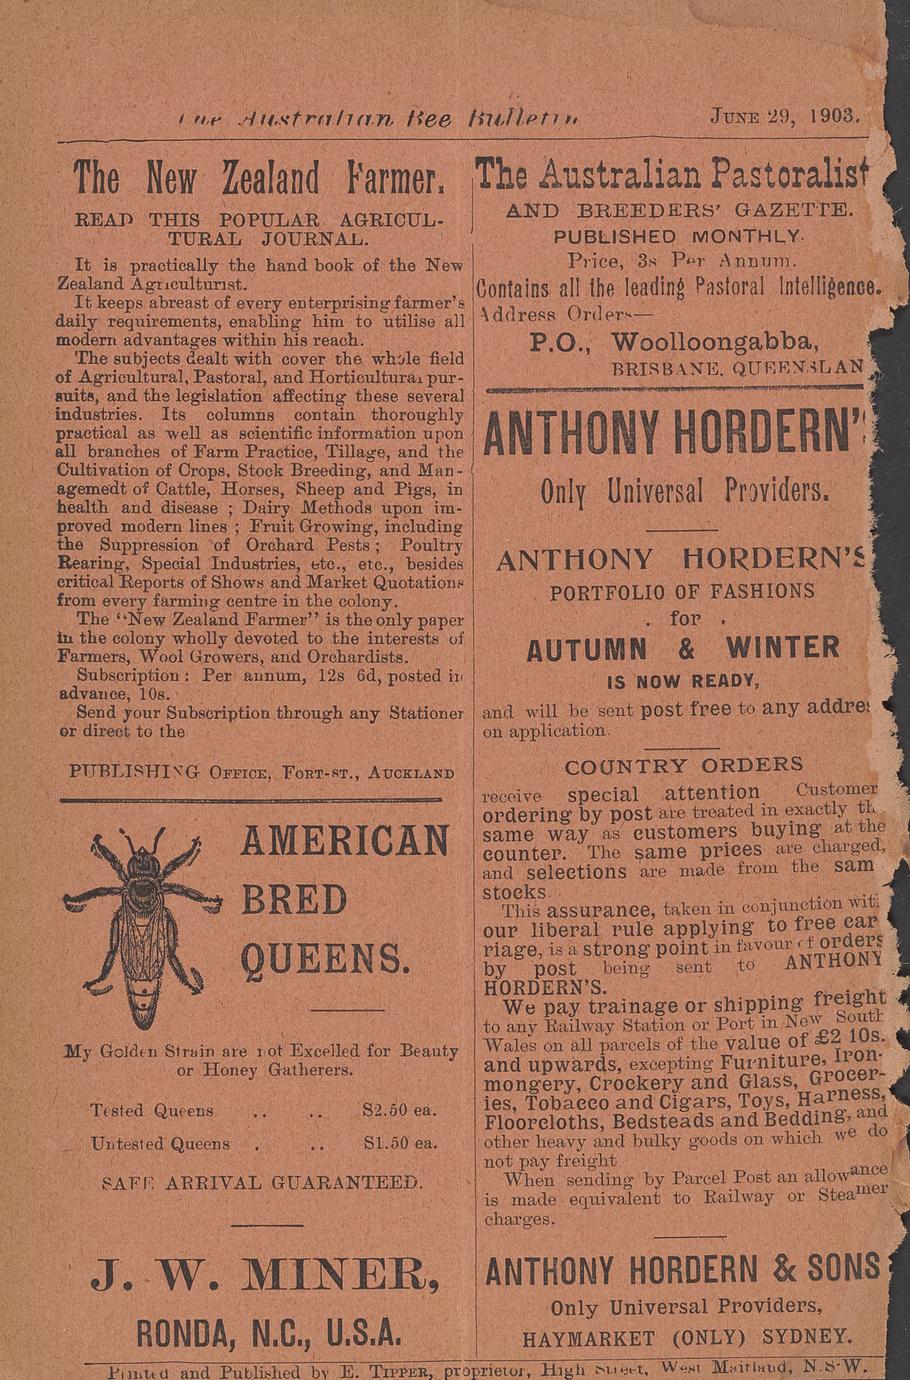 The Australian Bee Bulletin JUNE 29, 1903.
The New Zealand Farmer.
READ THIS POPULAR AGRICUL-
TURAL JOURNAL.
It is practically the hand book of the New
Zealand Agriculturist.
It keeps abreast of every enterprising farmer's
daily requirements, enabling him to utilise all
modern advantages within his reach.
The subjects dealt with cover the whole field
of Agricultural, Pastoral, and Horticultural pur-
suits, and the legislation affecting these several
industries. Its columns contain thoroughly
practical as well as scientific information upon
all branches of Farm Practice, Tillage, and the
Cultivation of Crops, Stock Breeding, and Man-
agemedt of Cattle, Horses, Sheep and Pigs, in
health and disease ; Dairy Methods upon im-
proved modern lines ; Fruit Growing, including
the Suppression of Orchard Pests ; Poultry
Rearing, Special Industries, etc., etc., besides
critical Reports of Shows and Market Quotations
from every farming centre in the colony.
The "New Zealand Farmer" is the only paper
in the colony wholly devoted to the interests of
Farmers, Wool Growers, and Orchardists.
Subscription : Per annum, 12s 6d, posted in
advance, 10s.
Send your Subscription through any Stationer
or direct to the
PUBLISHING OFFICE, FORT-ST., AUCKLAND
AMERICAN
BRED
QUEENS.
My Golden Strain are not Excelled for Beauty
or Honey Gatherers.
Tested Queens .. .. $2.50 ea.
Untested Queens . .. $1.50 ea.
SAFE ARRIVAL GUARANTEED.
J. W. MINER,
RONDA, N.C., U.S.A.
The Australian Pastoralist
AND BREEDERS' GAZETTE.
PUBLISHED MONTHLY.
Price, 3s Per Annum.
Contains all the leading Pastoral Intelligence.
Address Orders—
P.O., Woolloongabba,
BRISBANE, QUEENSLAN
ANTHONY HORDERN'S
Only Universal Providers.
ANTHONY HORDERN'S
PORTFOLIO OF FASHIONS
. for .
AUTUMN & WINTER
IS NOW READY,
and will be sent post free to any addres
on application.
COUNTRY ORDERS
receive special attention Customer
ordering by post are treated in exactly th
same way as customers buying at the
counter. The same prices are charged,
and selections are made from the sam
stocks.
This assurance, taken in conjunction with
our liberal rule applying to free car
riage, is a strong point in favour of orders
by post being sent to ANTHONY
HORDERN'S.
We pay trainage or shipping freight
to any Railway Station or Port in New South
Wales on all parcels of the value of £2 10s.
and upwards, excepting Furniture, Iron-
mongery, Crockery and Glass, Grocer-
ies, Tobacco and Cigars, Toys, Harness,
Floorcloths, Bedsteads and Bedding, and
other heavy and bulky goods on which we do
not pay freight
When sending by Parcel Post an allowance
is made equivalent to Railway or Steamer
charges.
ANTHONY HORDERN & SONS
Only Universal Providers,
HAYMARKET (ONLY) SYDNEY.
Printed and Published by E. TIPPER, proprietor, High Street, West Maitland, N.S.W.